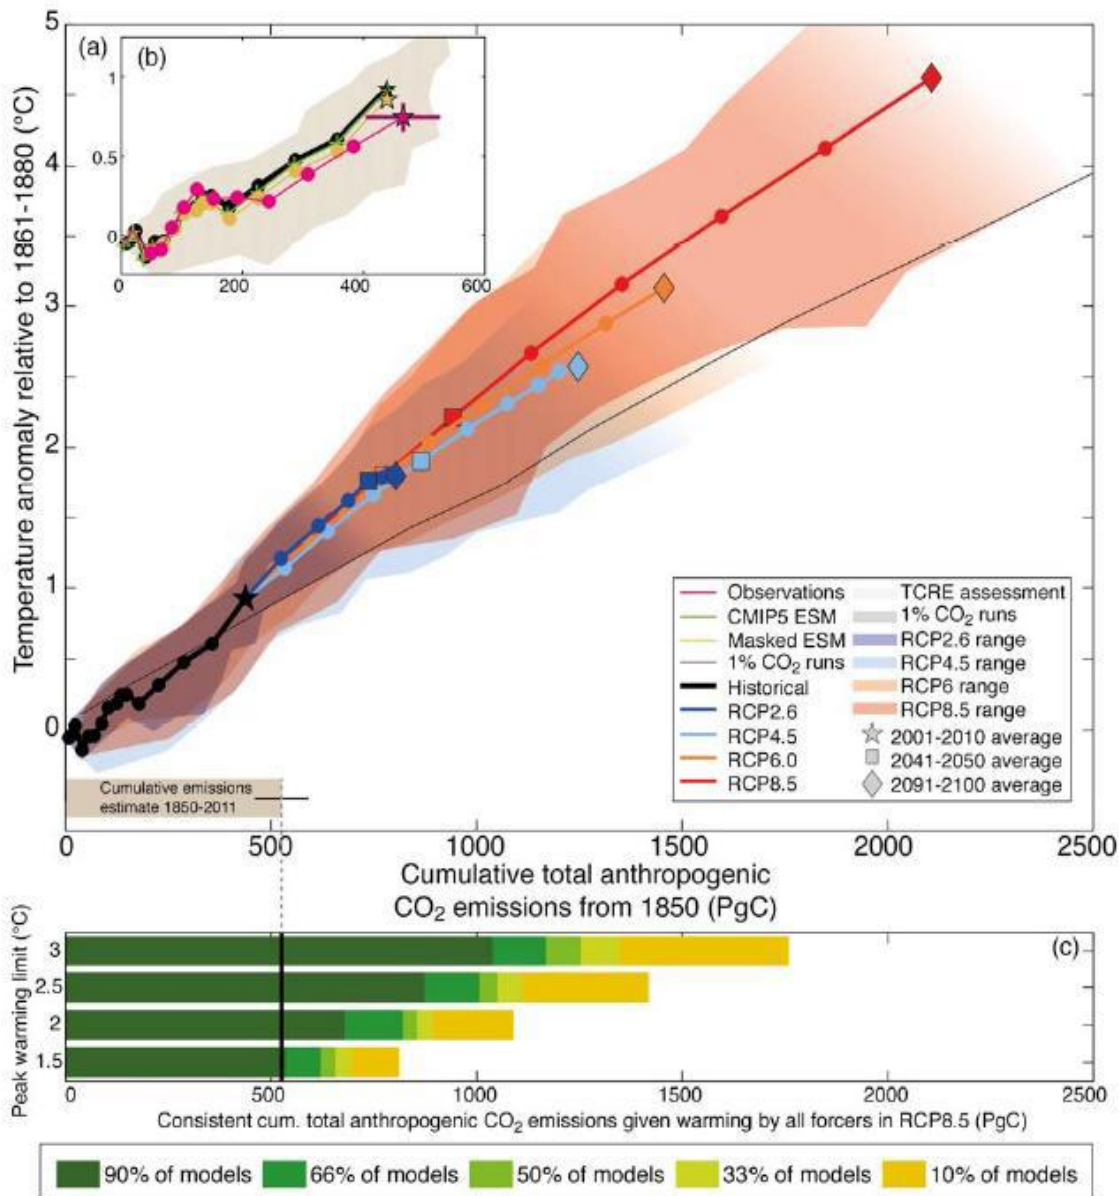 5
4
3
2
1
0
Temperature anomaly relative to 1861-1880 (°C)
(a)
(b)
1
0.5
0
0 200 400 600
Observations
CMIP5 ESM
Masked ESM
1% CO2 runs
Historical
RCP2.6
RCP4.5
RCP6.0
RCP8.5
TCRE assessment
1% CO2 runs
RCP2.6 range
RCP4.5 range
RCP6 range
RCP8.5 range
2001-2010 average
2041-2050 average
2091-2100 average
Cumulative emissions
estimate 1850-2011
0 500 1000 1500 2000 2500
Cumulative total anthropogenic
CO2 emissions from 1850 (PgC)
Peak warming limit (°C)
(c)
3
2.5
2
1.5
0 500 1000 1500 2000 2500
Consistent cum. total anthropogenic CO2 emissions given warming by all forcers in RCP8.5 (PgC)
90% of models 66% of models 50% of models 33% of models 10% of models